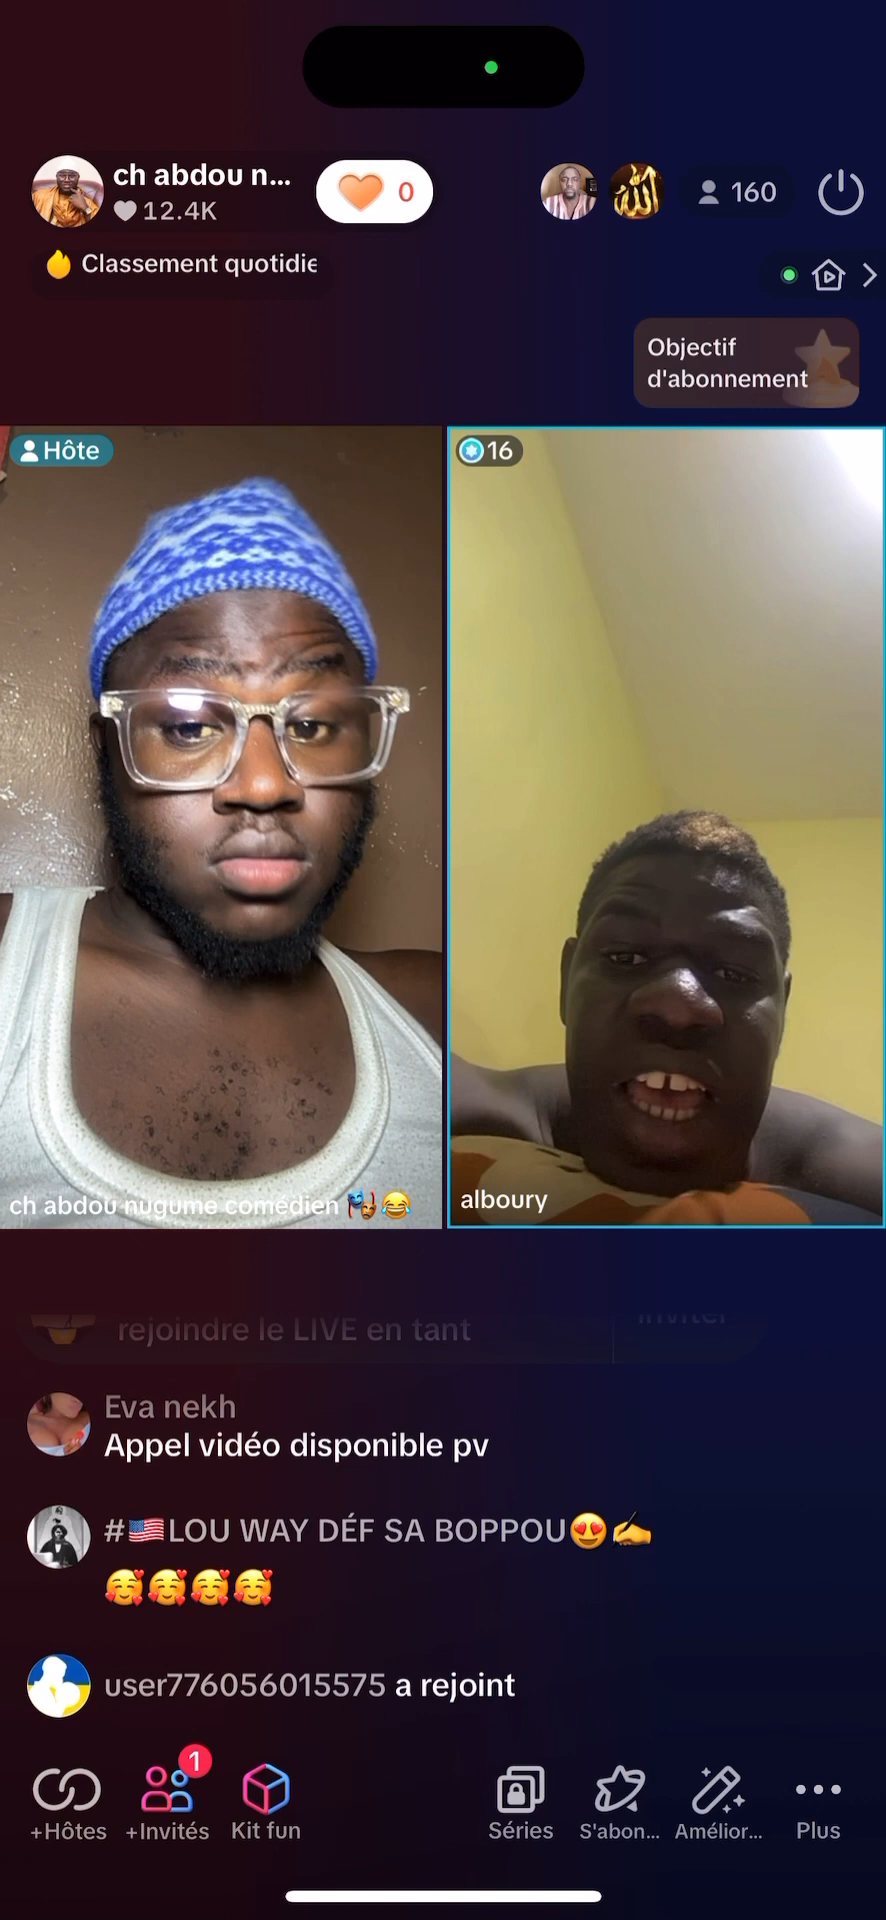 ch abdou n...
12.4K
0
160
Classement quotidie
Objectif
d'abonnement
Hôte
16
ch abdou nugume comédien 🎭😂
alboury
rejoindre le LIVE en tant
Inviter
Eva nekh
Appel vidéo disponible pv
#🇺🇸LOU WAY DÉF SA BOPPOU😍✍️
🥰🥰🥰🥰
user776056015575 a rejoint
1
+Hôtes
+Invités
Kit fun
Séries
S'abon...
Amélior...
Plus